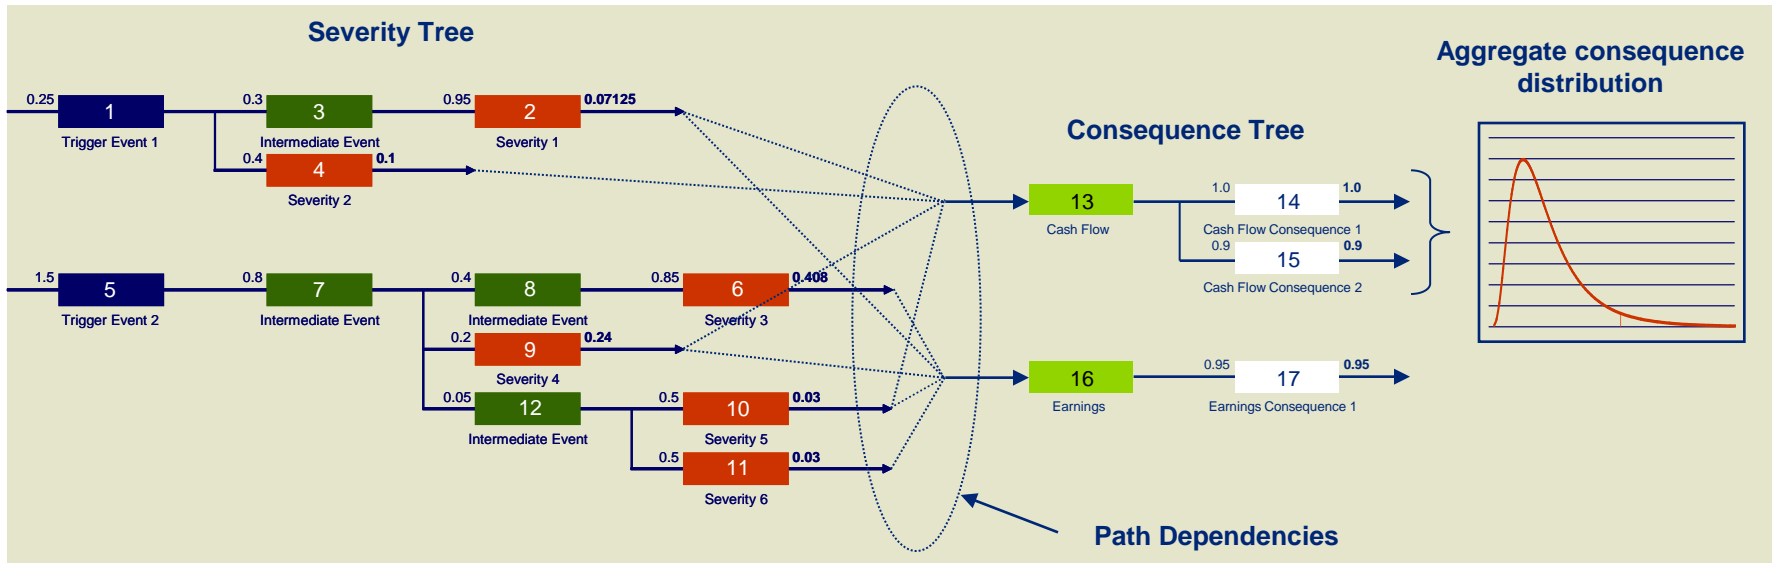 Severity Tree
Aggregate consequence
distribution
0.25
1
Trigger Event 1
0.3
3
Intermediate Event
0.95
2
Severity 1
0.07125
0.4
4
Severity 2
0.1
Consequence Tree
1.5
5
Trigger Event 2
0.8
7
Intermediate Event
0.4
8
Intermediate Event
0.85
6
Severity 3
0.408
0.2
9
Severity 4
0.24
0.05
12
Intermediate Event
0.5
10
Severity 5
0.03
0.5
11
Severity 6
0.03
13
Cash Flow
1.0
14
Cash Flow Consequence 1
1.0
0.9
15
Cash Flow Consequence 2
0.9
16
Earnings
0.95
17
Earnings Consequence 1
0.95
Path Dependencies